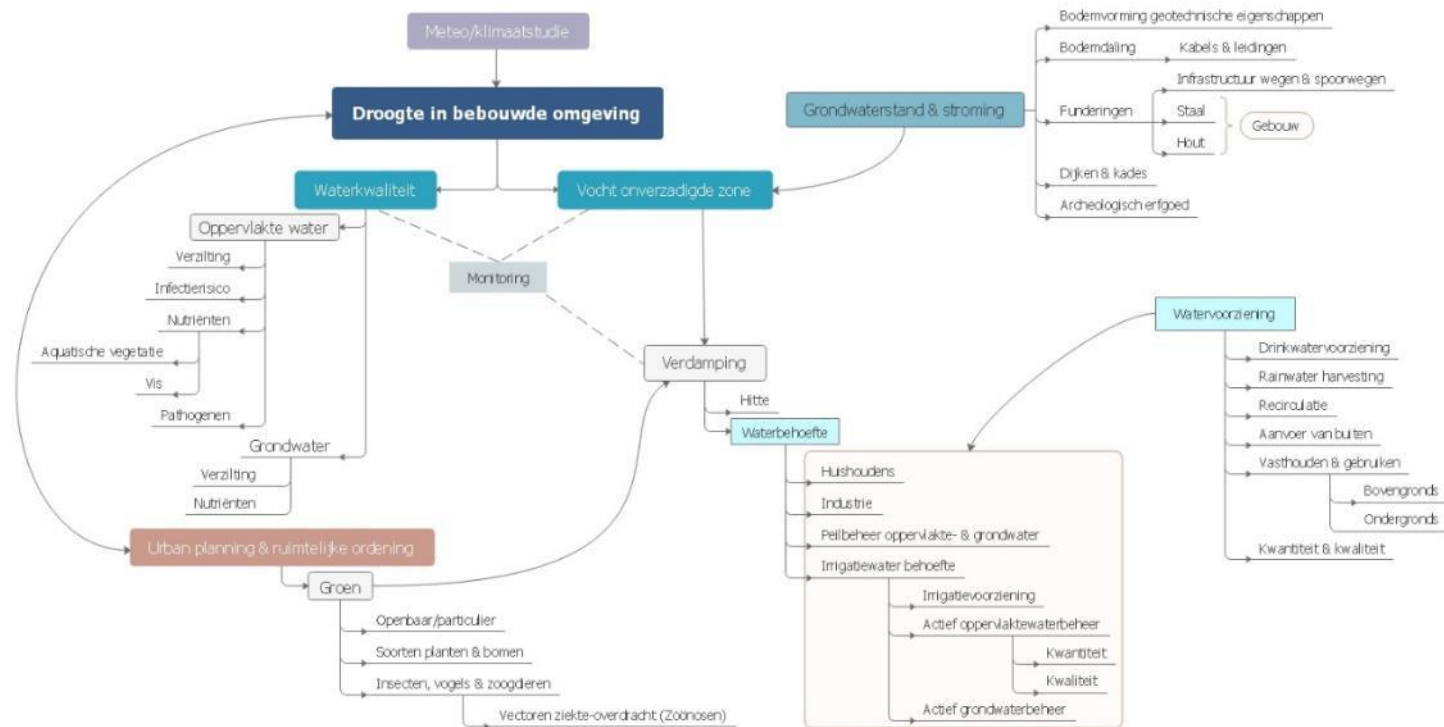 Meteo/klimaatstudie
Droogte in bebouwde omgeving
Waterkwaliteit
Vocht onverzadigde zone
Grondwaterstand & stroming
Bodemvorming geotechnische eigenschappen
Bodemdaling
Kabels & leidingen
Infrastructuur wegen & spoorwegen
Funderingen
Staal
Gebouw
Hout
Dijken & kades
Archeologisch erfgoed
Oppervlakte water
Verzilting
Infectierisico
Nutriënten
Aquatische vegetatie
Vis
Pathogenen
Grondwater
Verzilting
Nutriënten
Monitoring
Verdamping
Hitte
Waterbehoefte
Huishoudens
Industrie
Peilbeheer oppervlakte- & grondwater
Irrigatiewater behoefte
Irrigatievoorziening
Actief oppervlaktewaterbeheer
Kwantiteit
Kwaliteit
Actief grondwaterbeheer
Watervoorziening
Drinkwatervoorziening
Rainwater harvesting
Recirculatie
Aanvoer van buiten
Vasthouden & gebruiken
Bovengronds
Ondergronds
Kwantiteit & kwaliteit
Urban planning & ruimtelijke ordening
Groen
Openbaar/particulier
Soorten planten & bomen
Insecten, vogels & zoogdieren
Vectoren ziekte-overdracht (Zoönosen)